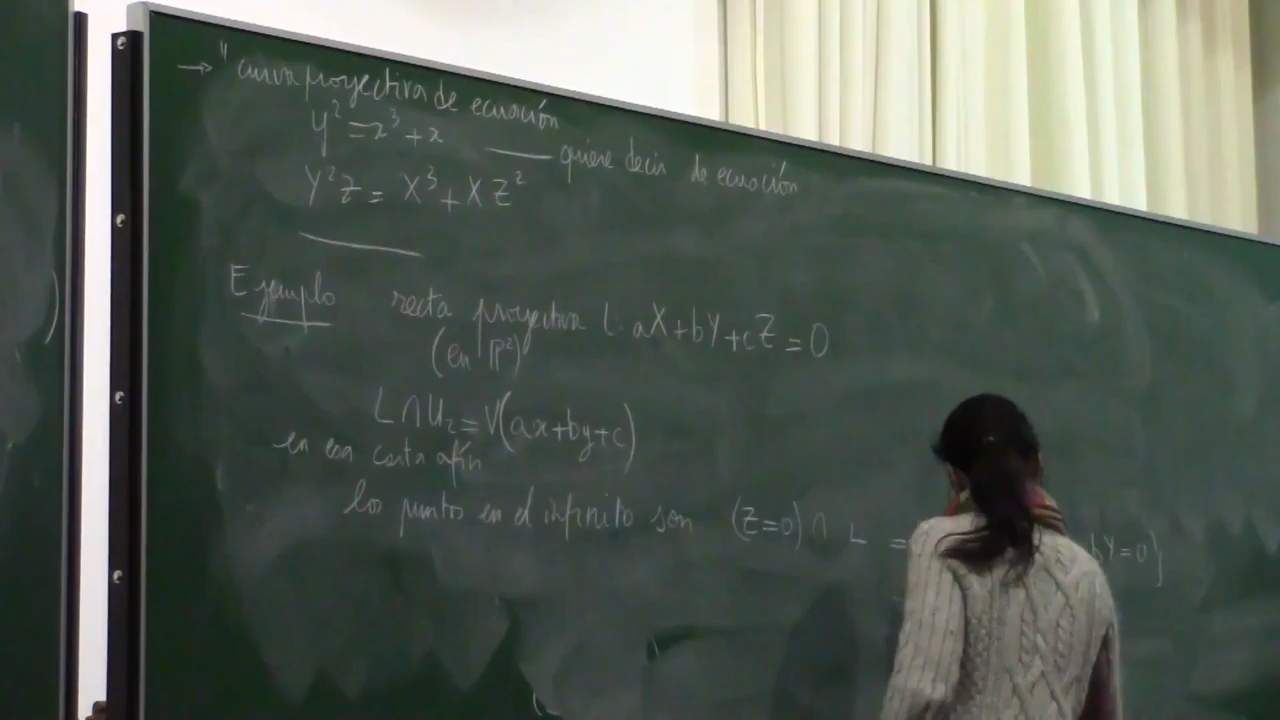 → "curva proyectiva de ecuación
y² = x³ + x —— quiere decir de ecuación
Y²Z = X³ + XZ²
Ejemplo recta proyectiva L: aX+bY+cZ=0
(en ℙ²)
L∩U₂=V(ax+by+c)
en esa carta afín
los puntos en el infinito son (Z=0) ∩ L = bY=0}